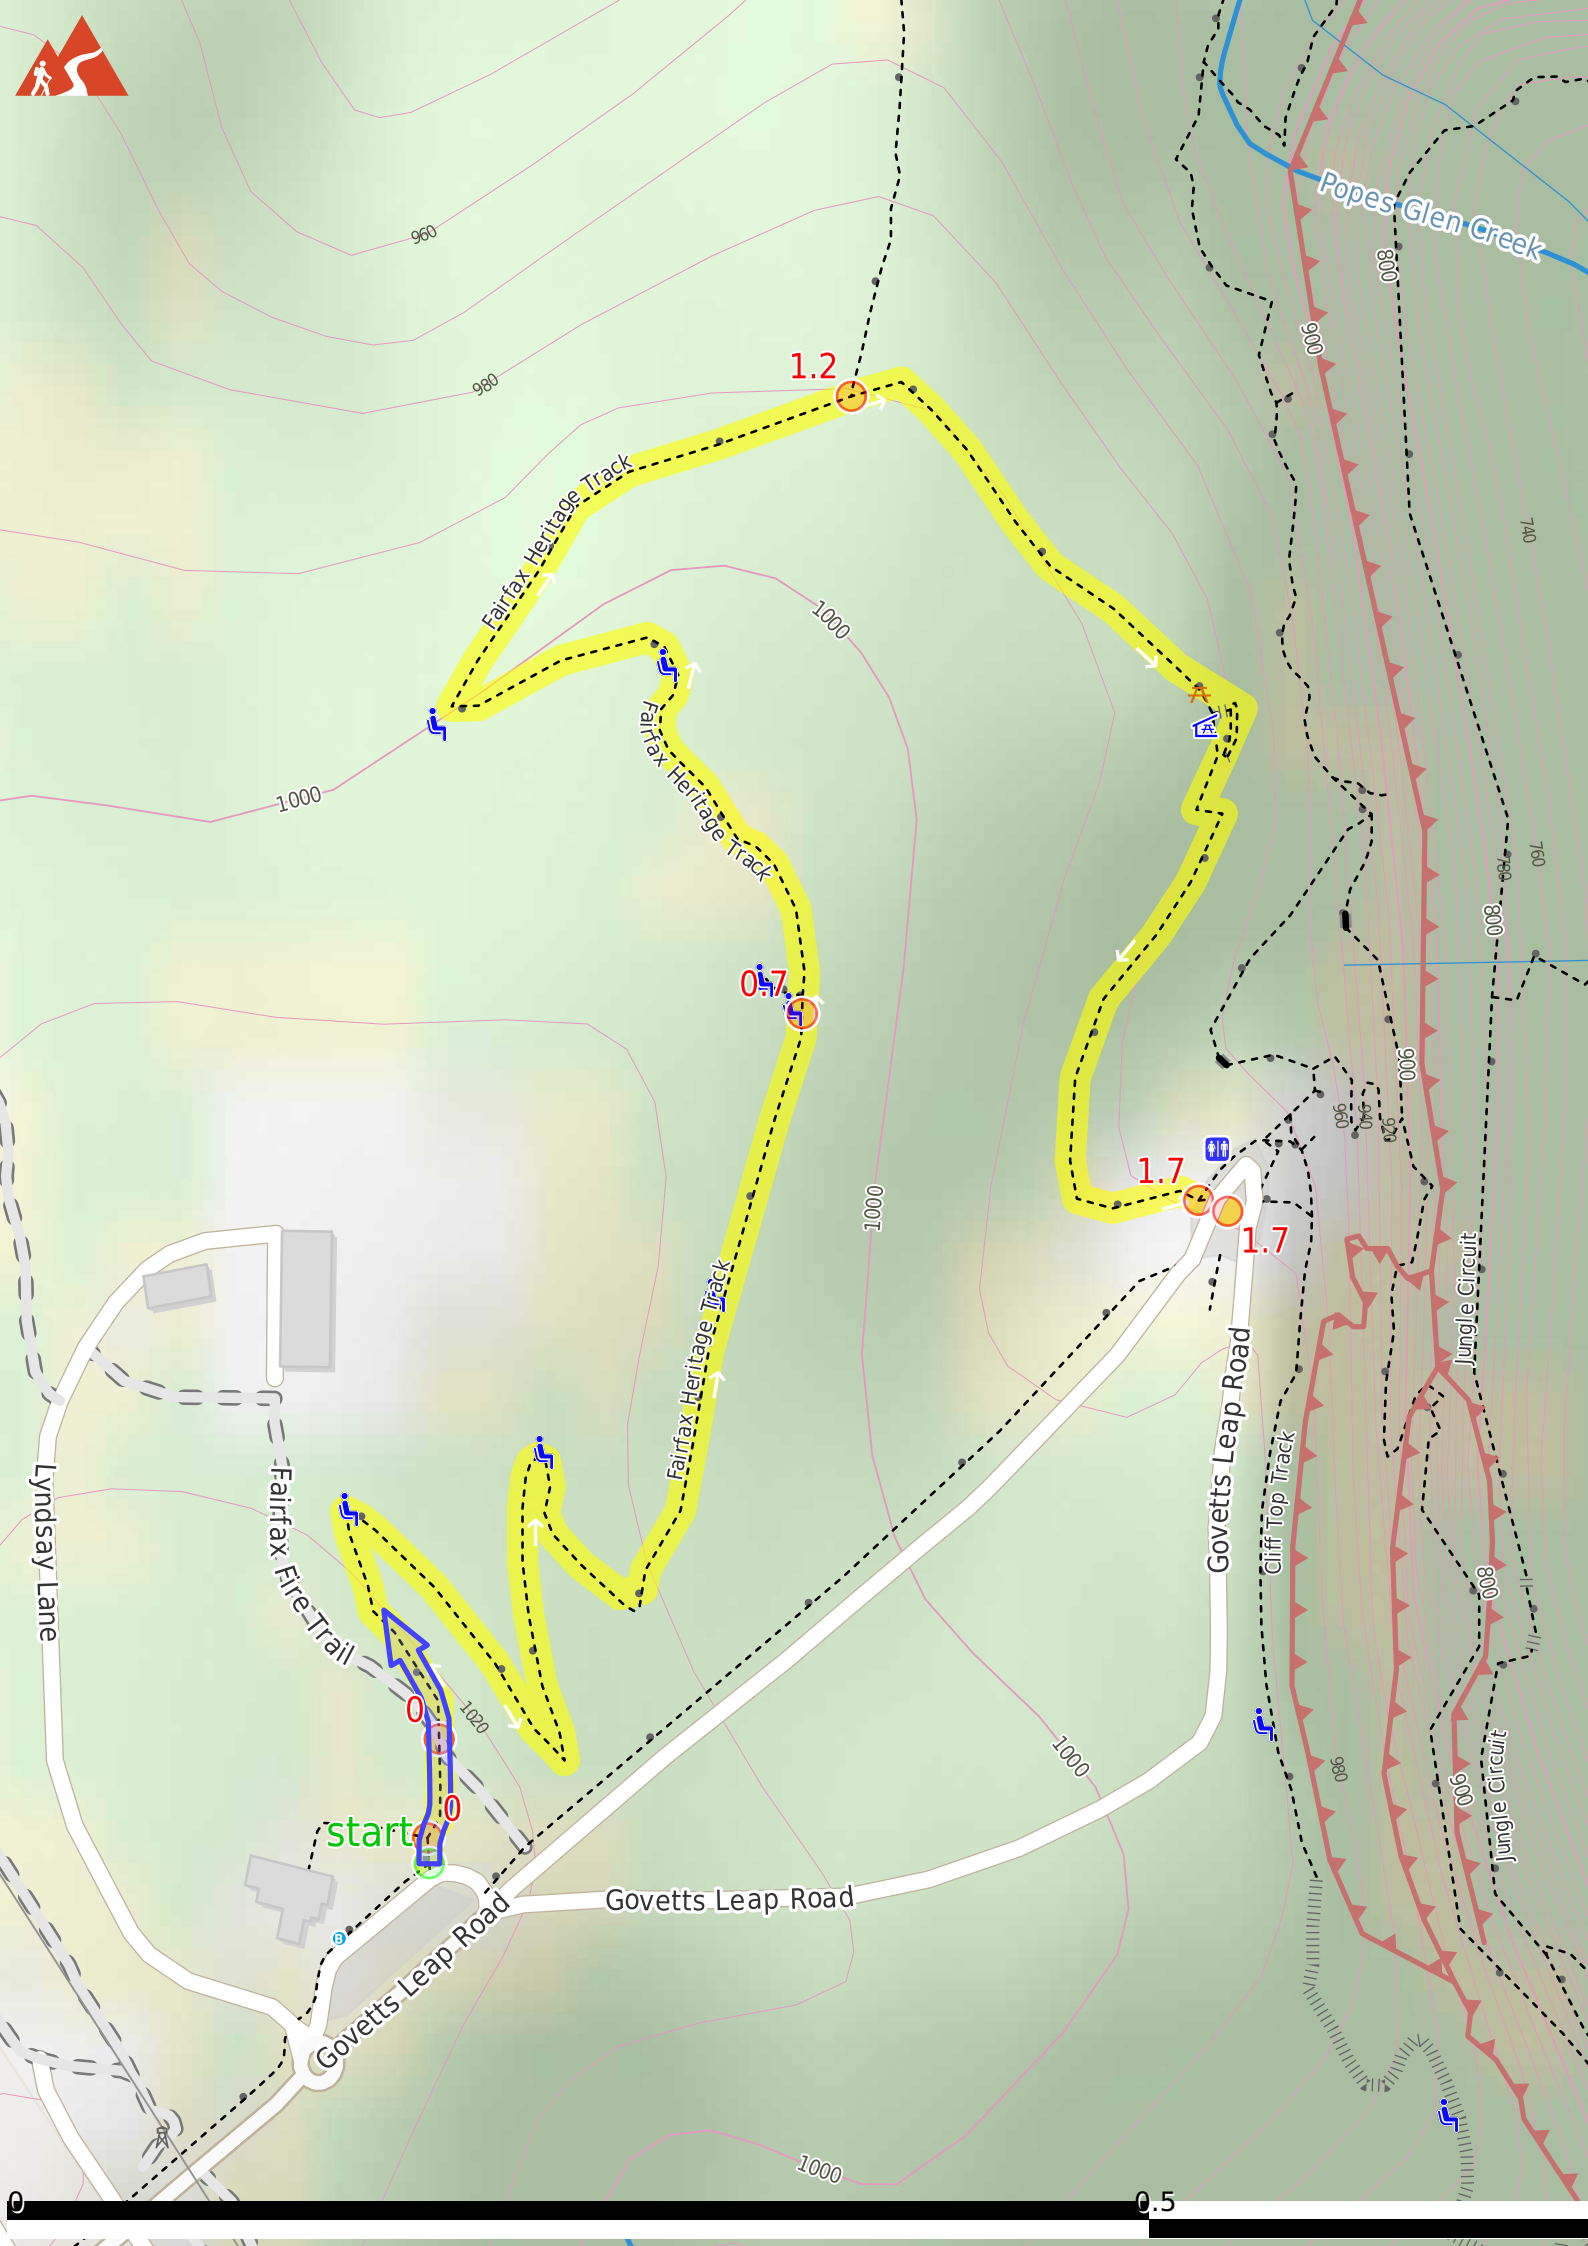 Popes Glen Creek
960
800
900
980
1.2
740
Fairfax Heritage Track
1000
Fairfax Heritage Track
1000
760
780
800
0.7
900
960
940
920
1.7
1000
1.7
Jungle Circuit
Fairfax Heritage Track
Govetts Leap Road
Cliff Top Track
Lyndsay Lane
Fairfax Fire Trail
800
0
1020
1000
980
900
Jungle Circuit
0
start
Govetts Leap Road
B
Govetts Leap Road
1000
0
0.5